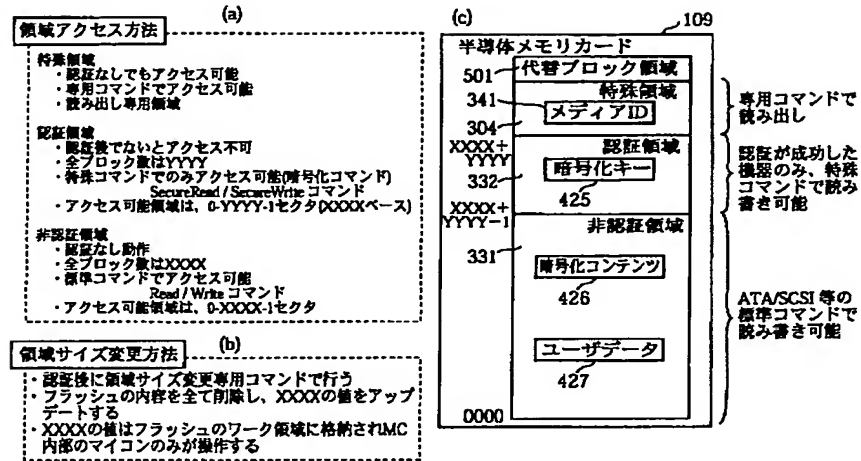 (a)
領域アクセス方法
特殊領域
・認証なしでもアクセス可能
・専用コマンドでアクセス可能
・読み出し専用領域
認証領域
・認証後でないとアクセス不可
・全ブロック数はYYYY
・特殊コマンドでのみアクセス可能(暗号化コマンド)
SecureRead / SecureWrite コマンド
・アクセス可能領域は、0-YYYY-1セクタ(XXXXベース)
非認証領域
・認証なし動作
・全ブロック数はXXXX
・標準コマンドでアクセス可能
Read / Write コマンド
・アクセス可能領域は、0-XXXX-1セクタ
(b)
領域サイズ変更方法
・認証後に領域サイズ変更専用コマンドで行う
・フラッシュの内容を全て削除し、XXXXの値をアップ
デートする
・XXXXの値はフラッシュのワーク領域に格納されMC
内部のマイコンのみが操作する
(c)
109
半導体メモリカード
501
代替ブロック領域
特殊領域
341
メディアID
304
専用コマンドで
読み出し
XXXX+
YYYY
認証領域
332
暗号化キー
425
認証が成功した
機器のみ、特殊
コマンドで読み
書き可能
XXXX+
YYYY-1
非認証領域
331
暗号化コンテンツ
426
ユーザデータ
427
ATA/SCSI 等の
標準コマンドで
読み書き可能
0000